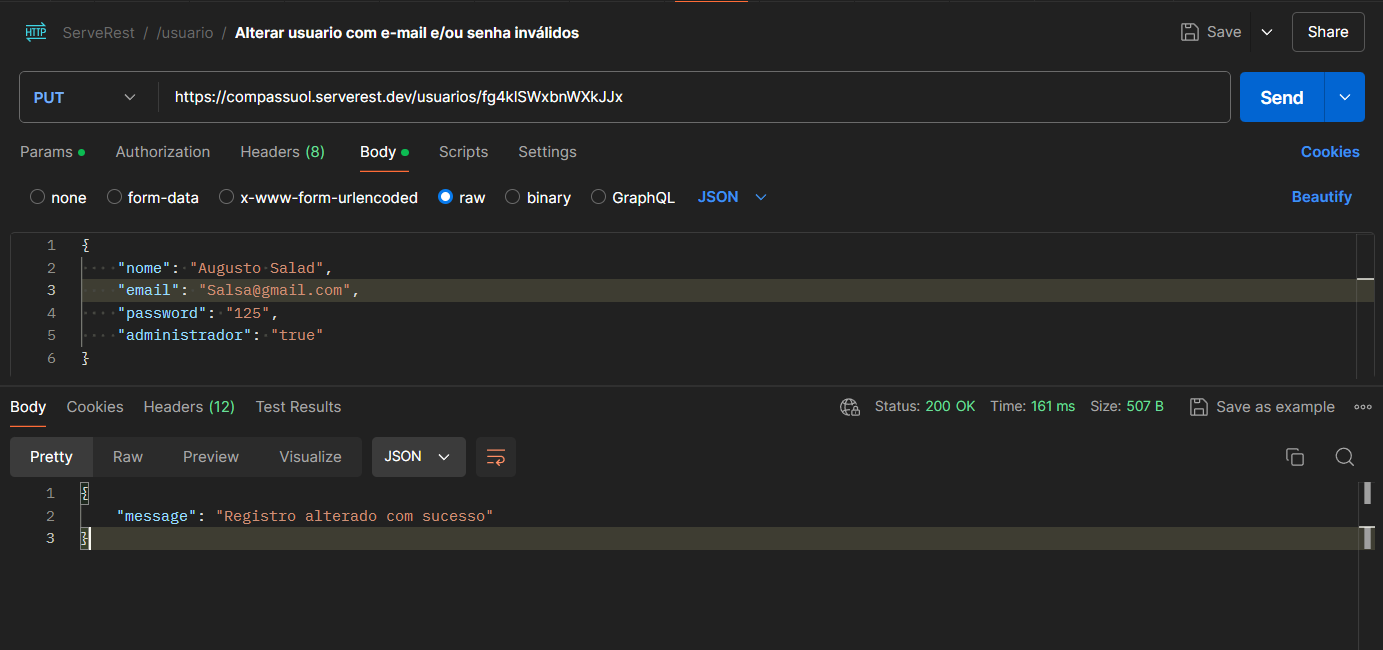 HTTP ServeRest / /usuario / Alterar usuario com e-mail e/ou senha inválidos Save Share
PUT https://compassuol.serverest.dev/usuarios/fg4klSWxbnWXkJJx Send
Params Authorization Headers (8) Body Scripts Settings Cookies
none form-data x-www-form-urlencoded raw binary GraphQL JSON Beautify
1 {
2 "nome": "Augusto Salad",
3 "email": "Salsa@gmail.com",
4 "password": "125",
5 "administrador": "true"
6 }
Body Cookies Headers (12) Test Results Status: 200 OK Time: 161 ms Size: 507 B Save as example
Pretty Raw Preview Visualize JSON
1 {
2 "message": "Registro alterado com sucesso"
3 }